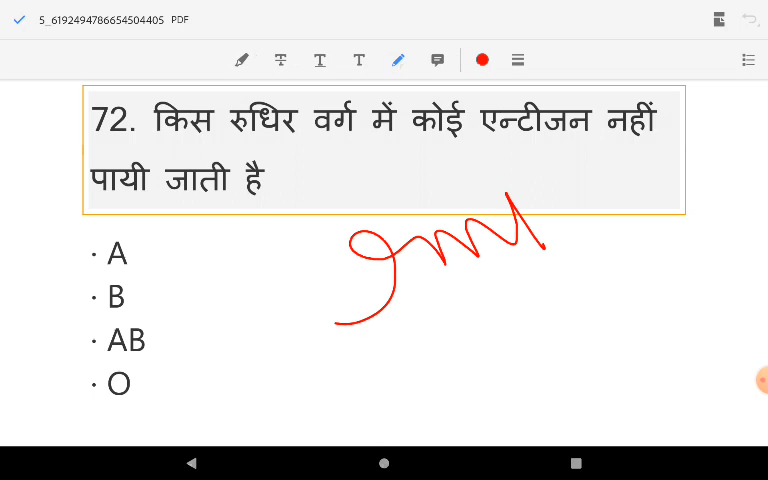 5_6192494786654504405 PDF
72. किस रुधिर वर्ग में कोई एन्टीजन नहीं
पायी जाती है
· A
· B
· AB
· O